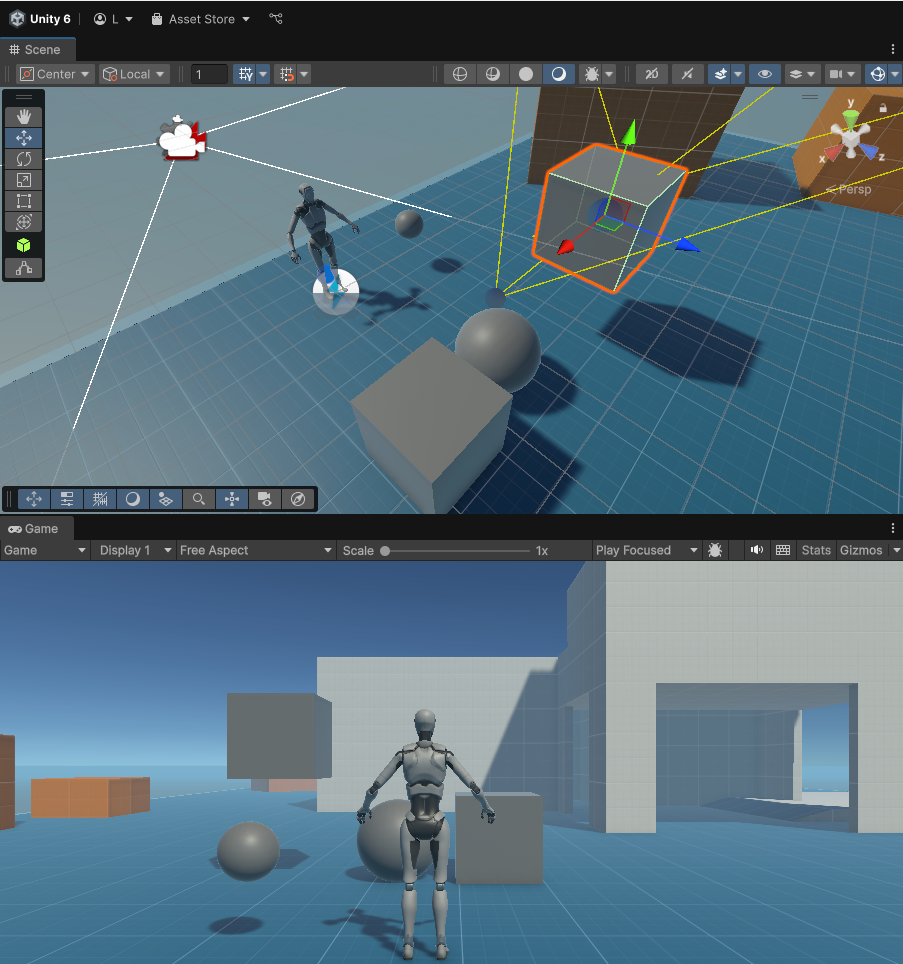 Unity 6 L Asset Store
Scene
Center Local 1 2D
y
x z
Persp
Game
Game Display 1 Free Aspect Scale 1x Play Focused Stats Gizmos